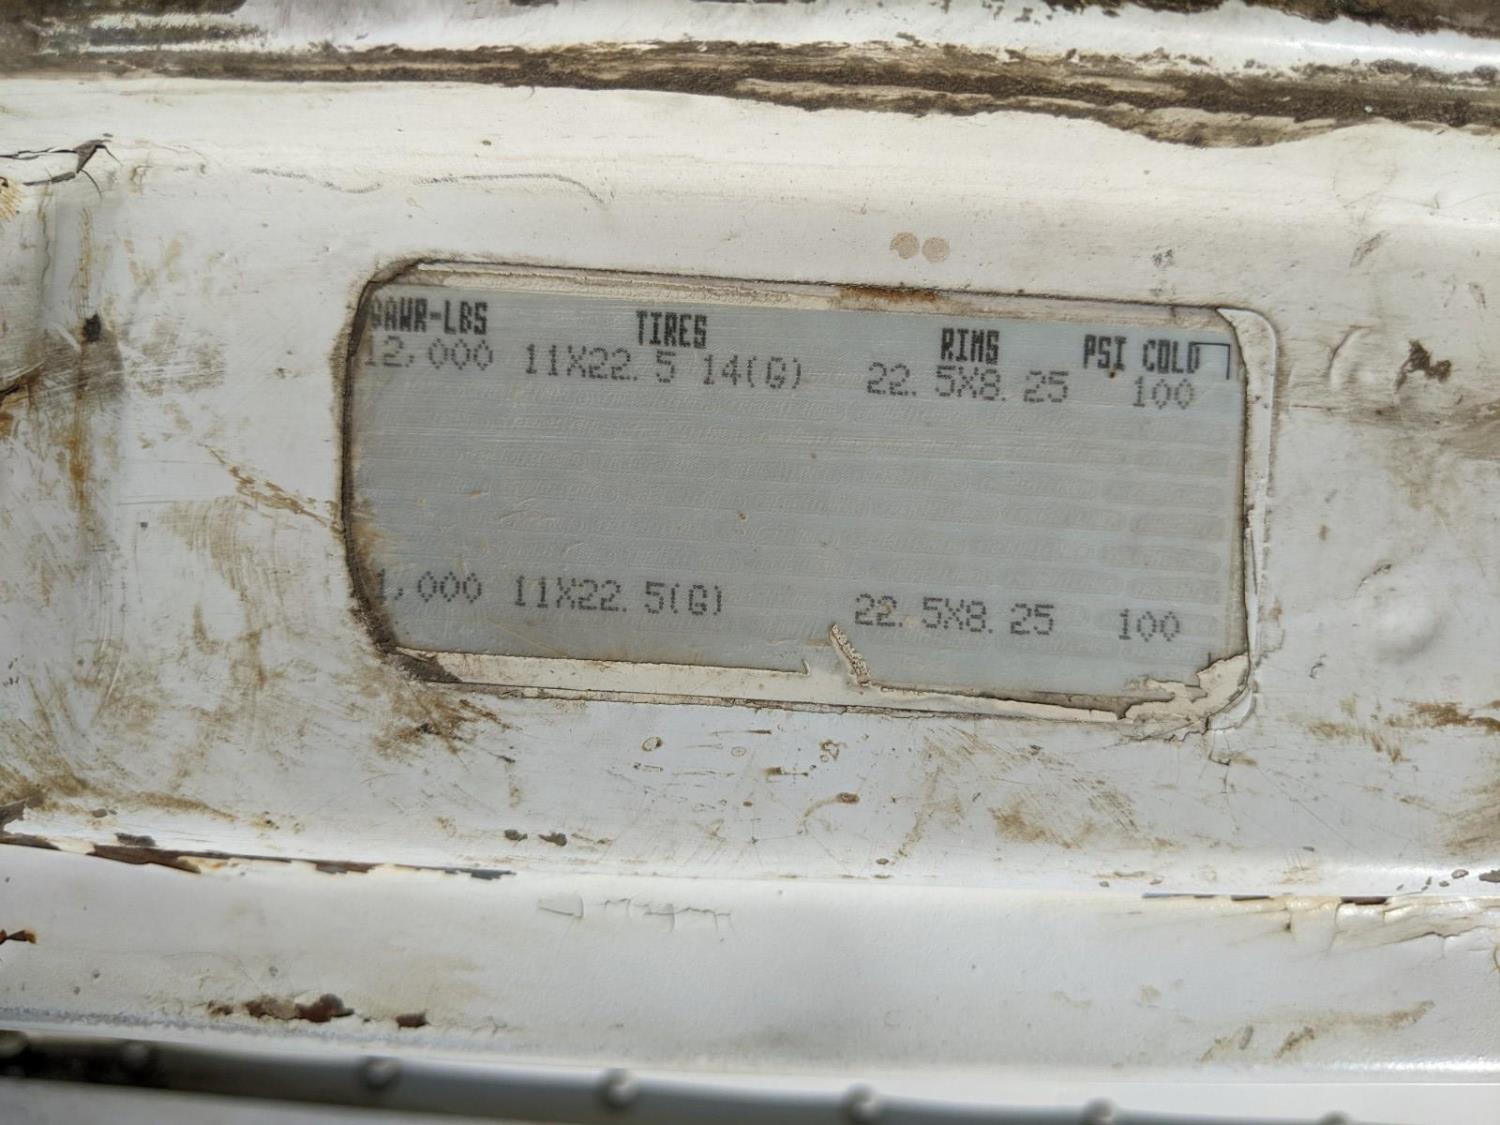 GAWR-LBS TIRES RIMS PSI COLD
12,000 11X22.5 14(G) 22.5X8.25 100
1,000 11X22.5(G) 22.5X8.25 100